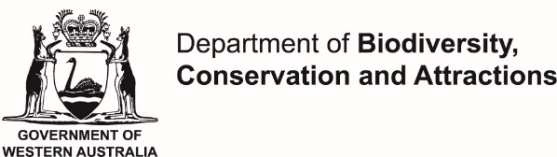 Department of Biodiversity,
Conservation and Attractions
GOVERNMENT OF
WESTERN AUSTRALIA